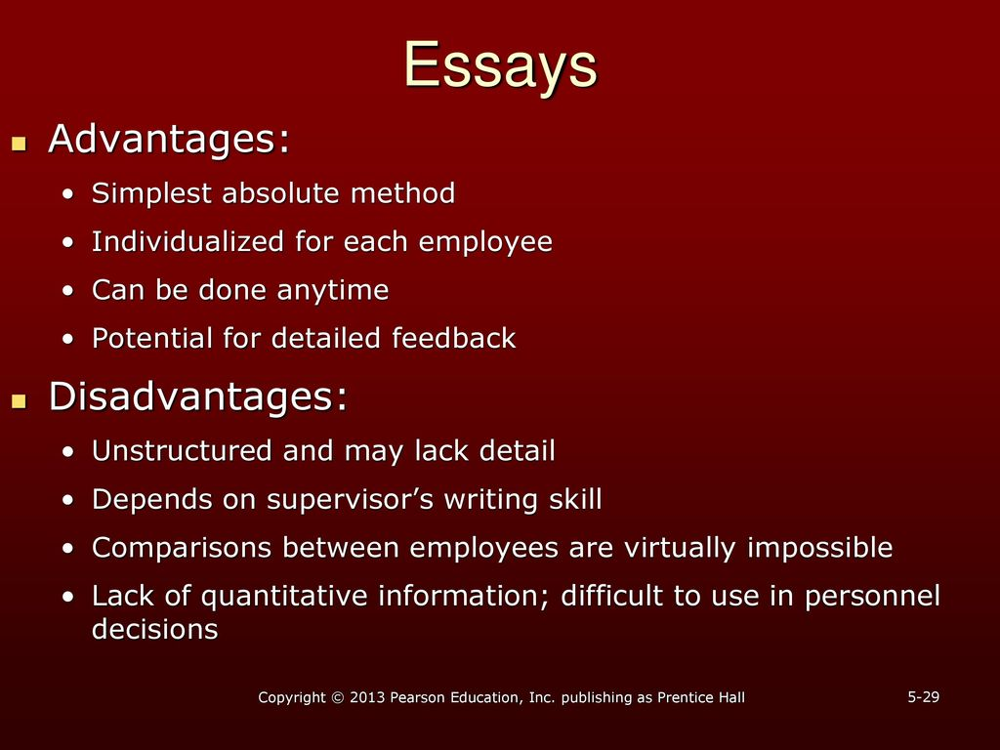 Essays
Advantages:
• Simplest absolute method
• Individualized for each employee
• Can be done anytime
• Potential for detailed feedback
Disadvantages:
• Unstructured and may lack detail
• Depends on supervisor’s writing skill
• Comparisons between employees are virtually impossible
• Lack of quantitative information; difficult to use in personnel
decisions
Copyright © 2013 Pearson Education, Inc. publishing as Prentice Hall
5-29